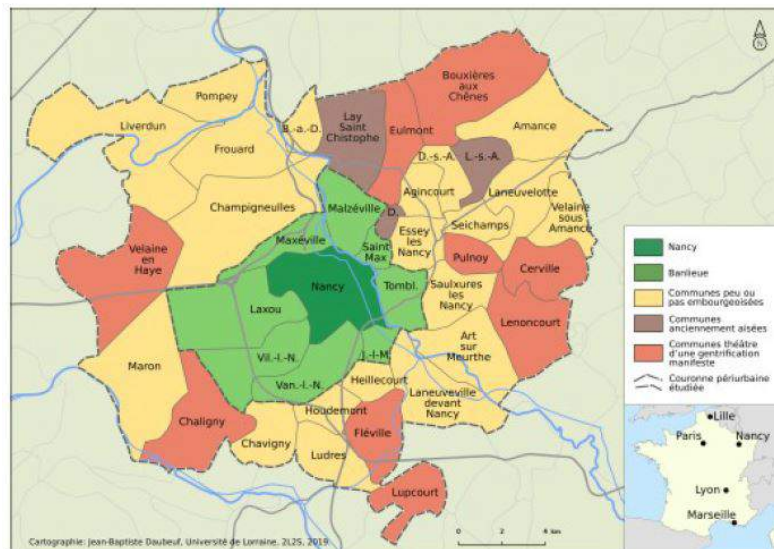 N
Bouxières
aux
Chênes
Pompey
Liverdun
B.-a.-D.
Lay
Saint
Chistophe
Eulmont
Amance
Frouard
D.-s.-A.
L.-s.-A.
Agincourt
Laneuvelotte
Champigneulles
Malzéville
D.
Velaine
sous
Amance
Seichamps
Essey
les
Nancy
Maxéville
Saint
Max
Velaine
en
Haye
Pulnoy
Cerville
Nancy
Tombl.
Saulxures
les Nancy
Laxou
Lenoncourt
Art
sur
Meurthe
Vil.-l.-N.
J.-l-M.
Maron
Van.-l.-N.
Heillecourt
Laneuveville
devant
Nancy
Houdemont
Chaligny
Chavigny
Fléville
Ludres
Lupcourt
Nancy
Banlieue
Communes peu ou
pas embourgeoisées
Communes
anciennement aisées
Communes théâtre
d'une gentrification
manifeste
Couronne périurbaine
étudiée
Lille
Paris
Nancy
Lyon
Marseille
0 2 4 km
Cartographie: Jean-Baptiste Daubeuf, Université de Lorraine, 2L2S, 2019